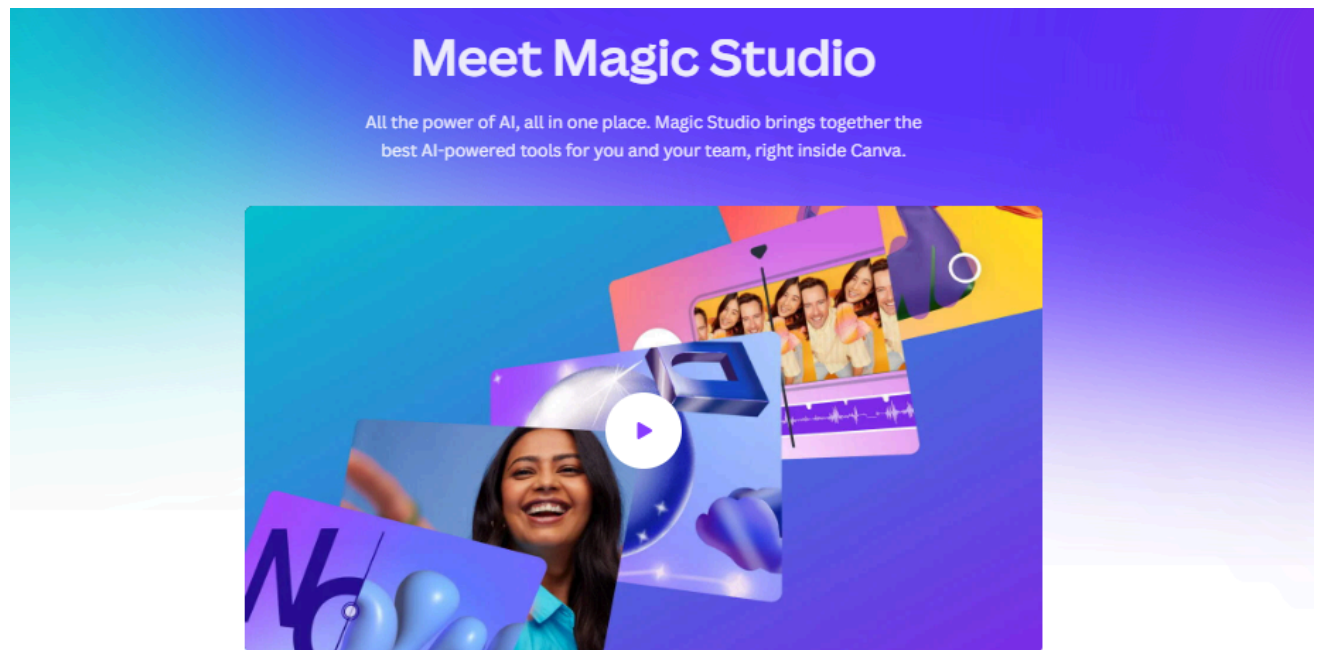 Meet Magic Studio
All the power of AI, all in one place. Magic Studio brings together the
best AI-powered tools for you and your team, right inside Canva.